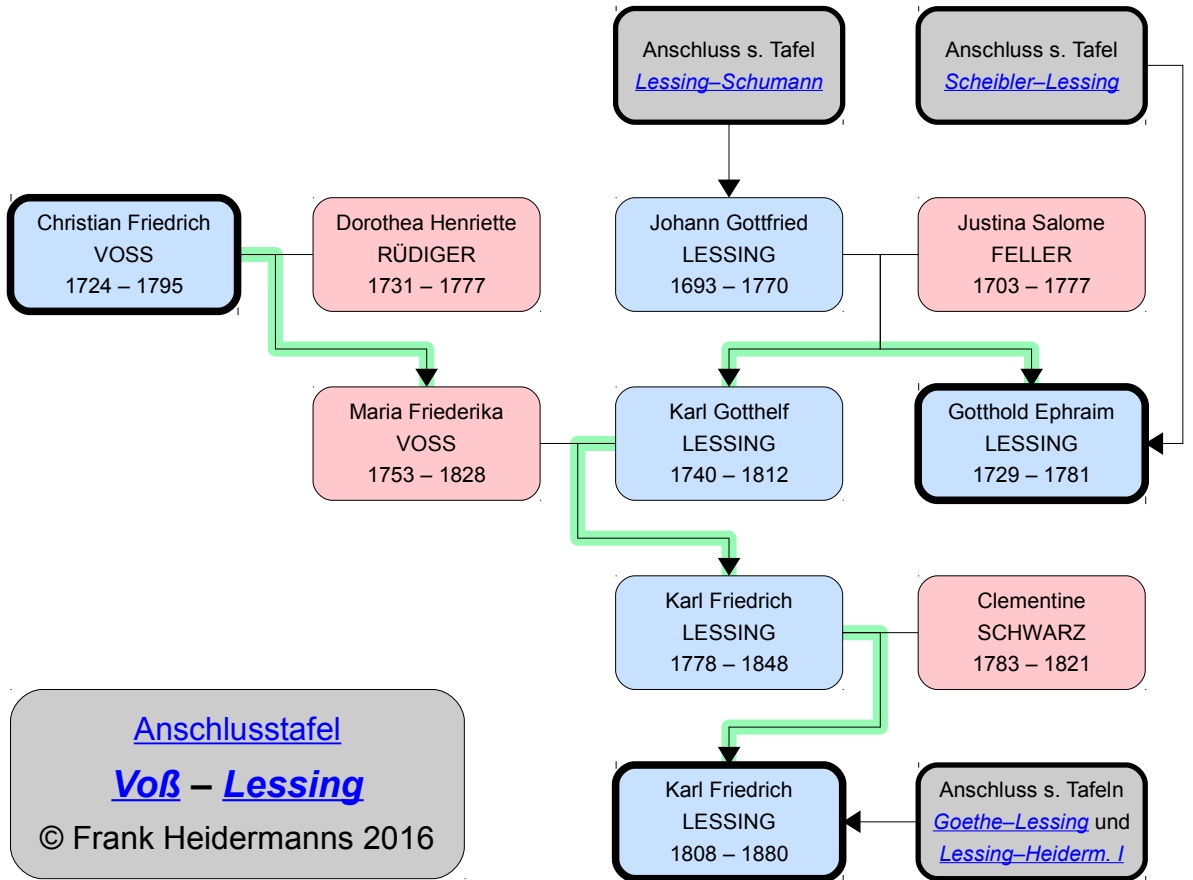 Anschluss s. Tafel
Lessing–Schumann
Anschluss s. Tafel
Scheibler–Lessing
Christian Friedrich
VOSS
1724 – 1795
Dorothea Henriette
RÜDIGER
1731 – 1777
Johann Gottfried
LESSING
1693 – 1770
Justina Salome
FELLER
1703 – 1777
Maria Friederika
VOSS
1753 – 1828
Karl Gotthelf
LESSING
1740 – 1812
Gotthold Ephraim
LESSING
1729 – 1781
Karl Friedrich
LESSING
1778 – 1848
Clementine
SCHWARZ
1783 – 1821
Anschlusstafel
Voß – Lessing
© Frank Heidermanns 2016
Karl Friedrich
LESSING
1808 – 1880
Anschluss s. Tafeln
Goethe–Lessing und
Lessing–Heiderm. I